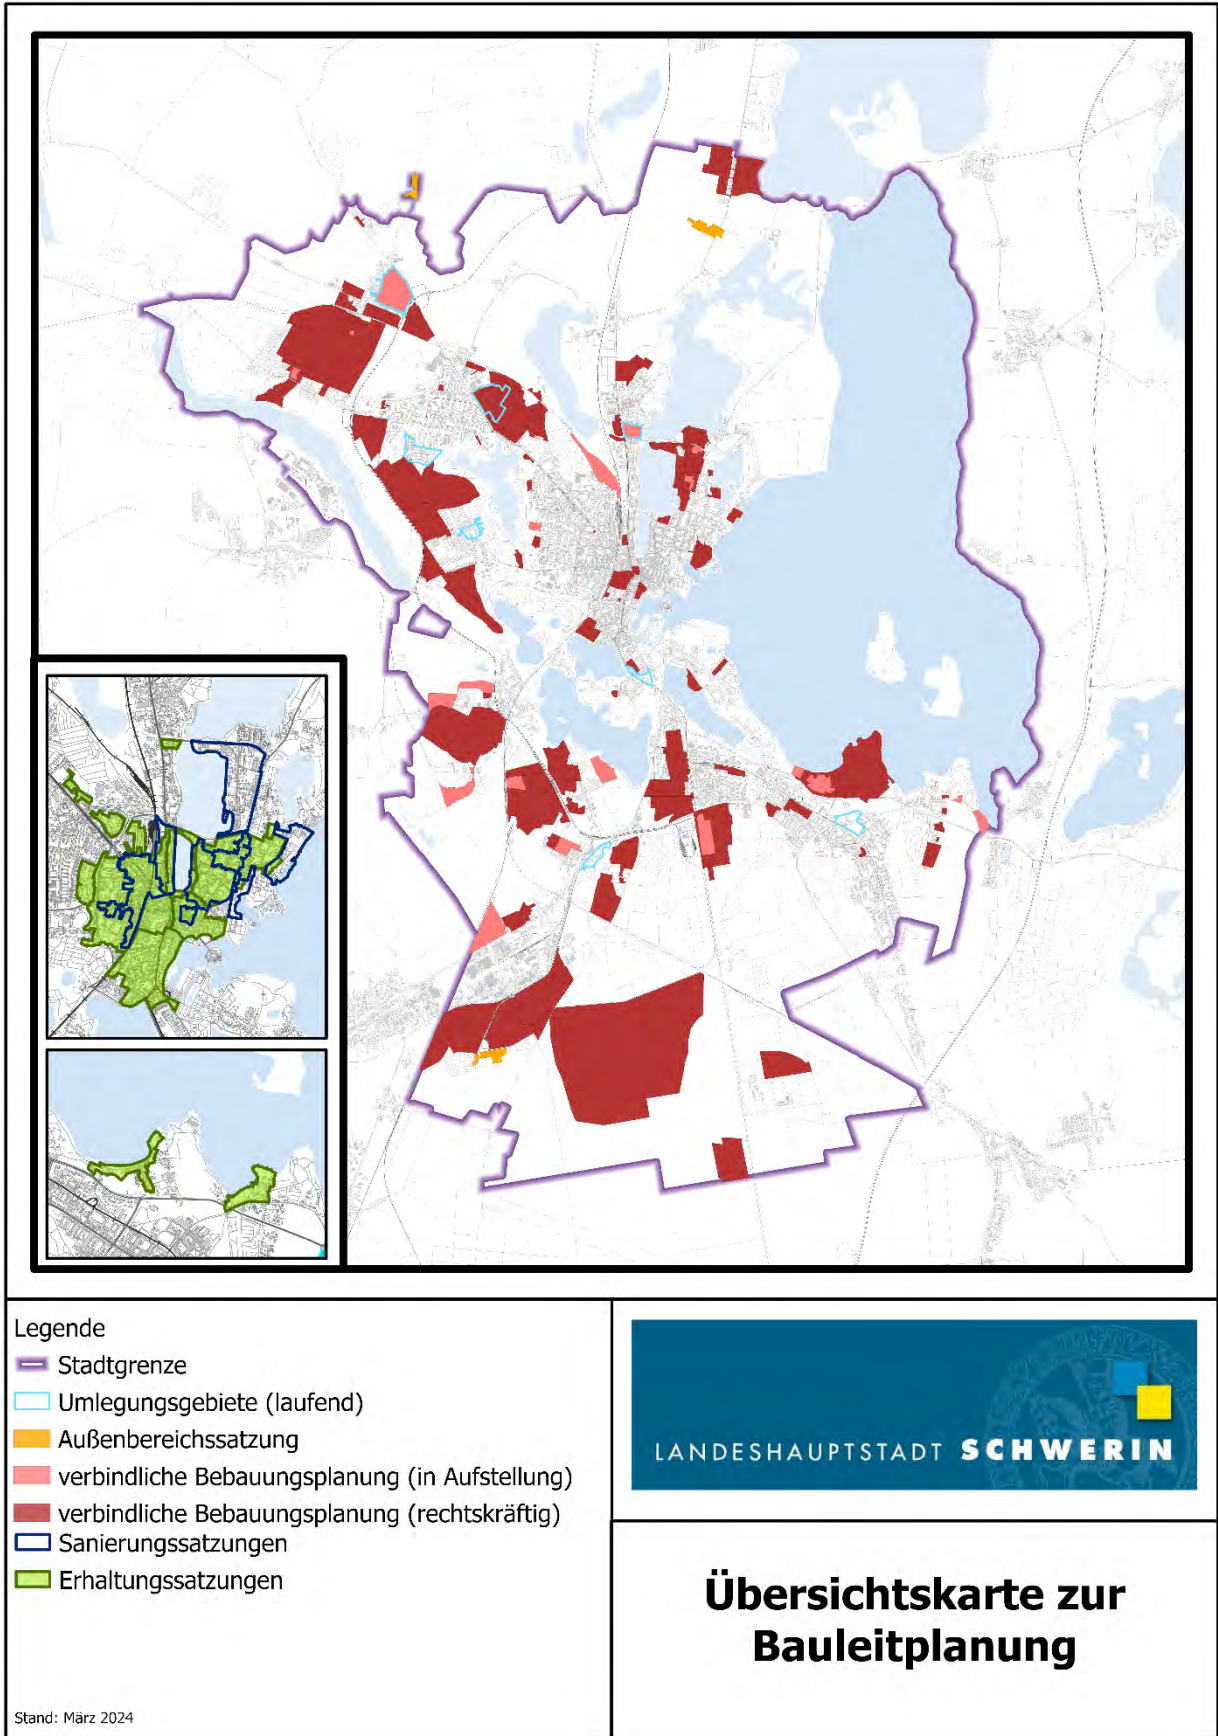 Legende
Stadtgrenze
Umlegungsgebiete (laufend)
Außenbereichssatzung
verbindliche Bebauungsplanung (in Aufstellung)
verbindliche Bebauungsplanung (rechtskräftig)
Sanierungssatzungen
Erhaltungssatzungen
Stand: März 2024
LANDESHAUPTSTADT SCHWERIN
Übersichtskarte zur
Bauleitplanung